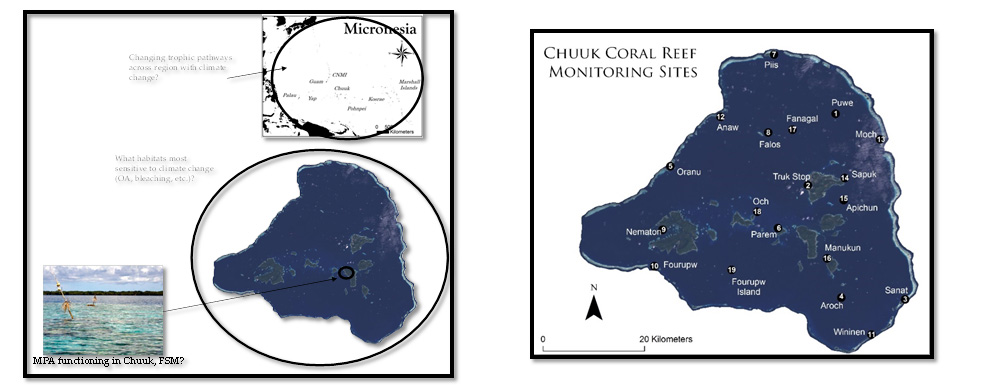 Micronesia
Changing trophic pathways
across region with climate
change?
CNMI
Guam
Chuuk
Marshall
Islands
Palau
Yap
Kosrae
Pohnpei
Kilometers
What habitats most
sensitive to climate change
(OA, bleaching, etc.)?
MPA functioning in Chuuk, FSM?
CHUUK CORAL REEF
MONITORING SITES
7
Piis
Puwe
1
12
Anaw
Fanagal
17
8
Falos
Moch
13
5
Oranu
Truk Stop
2
14 Sapuk
15
Apichun
Och
18
Nematon 9
Parem 6
Manukun
16
10 Fourupw
19
Fourupw
Island
N
4
Aroch
Sanat
3
Wininen 11
0 20 Kilometers